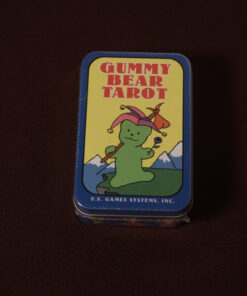 GUMMY
BEAR
TAROT
U.S. GAMES SYSTEMS, INC.